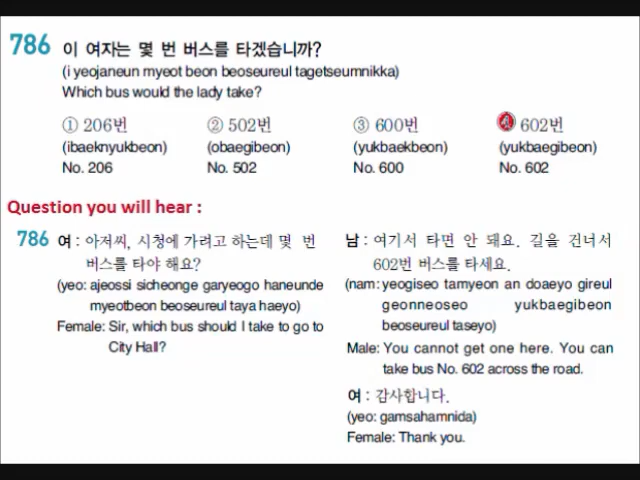 786 이 여자는 몇 번 버스를 타겠습니까?
(i yeojaneun myeot beon beoseureul tagetseumnikka)
Which bus would the lady take?
① 206번 ② 502번 ③ 600번 ④ 602번
(ibaeknyukbeon) (obaegibeon) (yukbaekbeon) (yukbaegibeon)
No. 206 No. 502 No. 600 No. 602
Question you will hear :
786 여 : 아저씨, 시청에 가려고 하는데 몇 번
버스를 타야 해요?
(yeo: ajeossi sicheonge garyeogo haneunde
myeotbeon beoseureul taya haeyo)
Female: Sir, which bus should I take to go to
City Hall?
남 : 여기서 타면 안 돼요. 길을 건너서
602번 버스를 타세요.
(nam: yeogiseo tamyeon an doaeyo gireul
geonneoseo yukbaegibeon
beoseureul taseyo)
Male: You cannot get one here. You can
take bus No. 602 across the road.
여 : 감사합니다.
(yeo: gamsahamnida)
Female: Thank you.